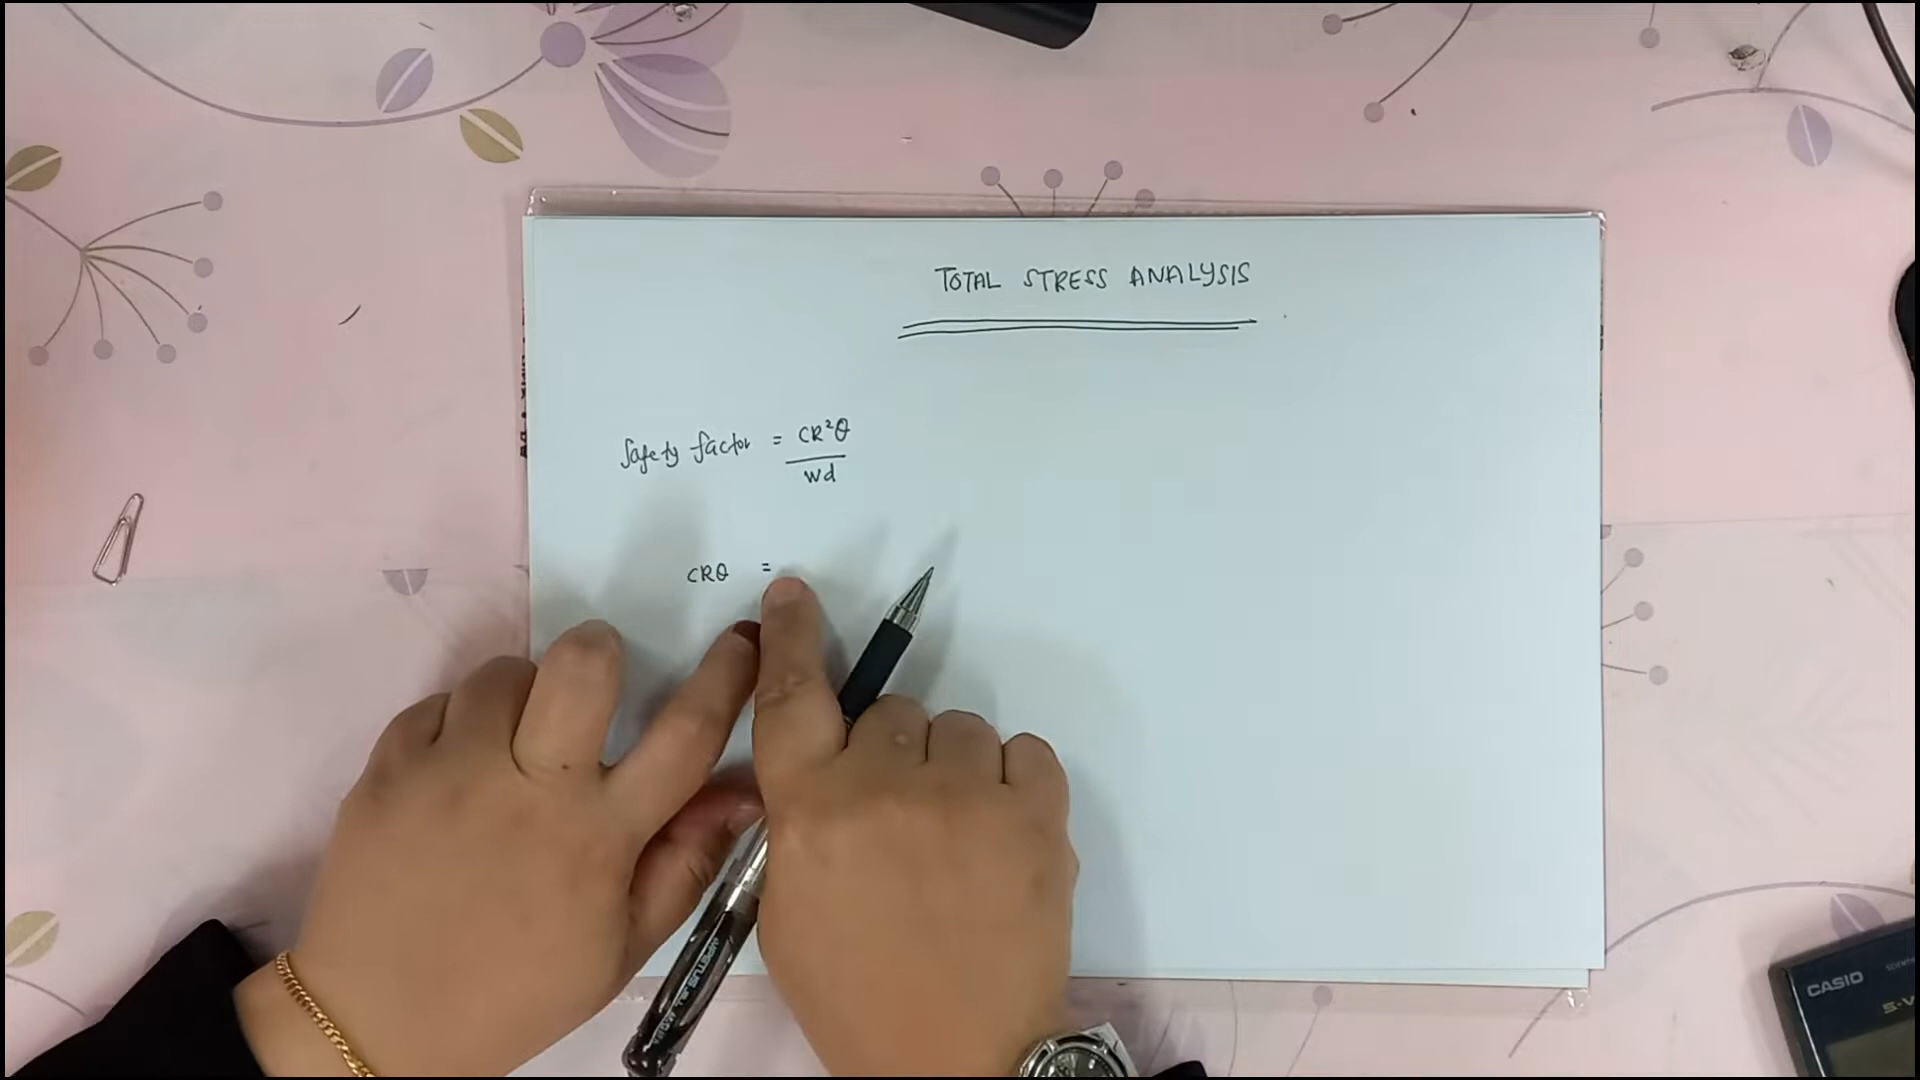 TOTAL STRESS ANALYSIS
Safety factor = CR²θ
wd
CRθ =
CASIO